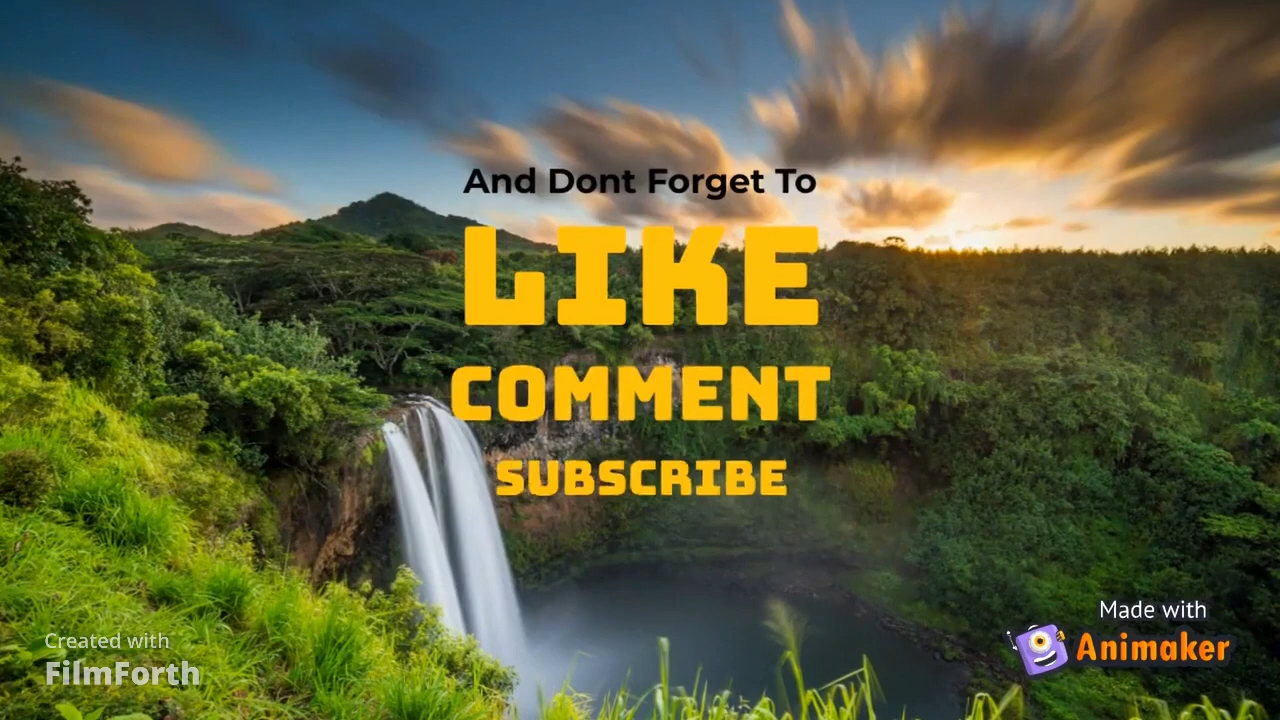 And Dont Forget To
LIKE
COMMENT
SUBSCRIBE
Made with
Animaker
Created with
FilmForth